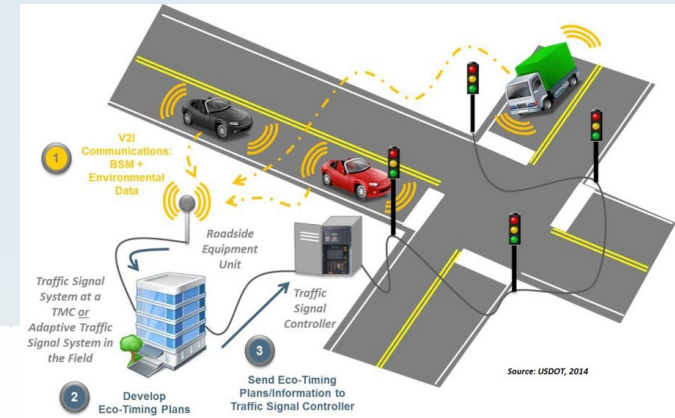 1
V2I
Communications:
BSM +
Environmental
Data
Roadside
Equipment
Unit
Traffic Signal
System at a
TMC or
Adaptive Traffic
Signal System in
the Field
Traffic
Signal
Controller
2
Develop
Eco-Timing Plans
3
Send Eco-Timing
Plans/Information to
Traffic Signal Controller
Source: USDOT, 2014